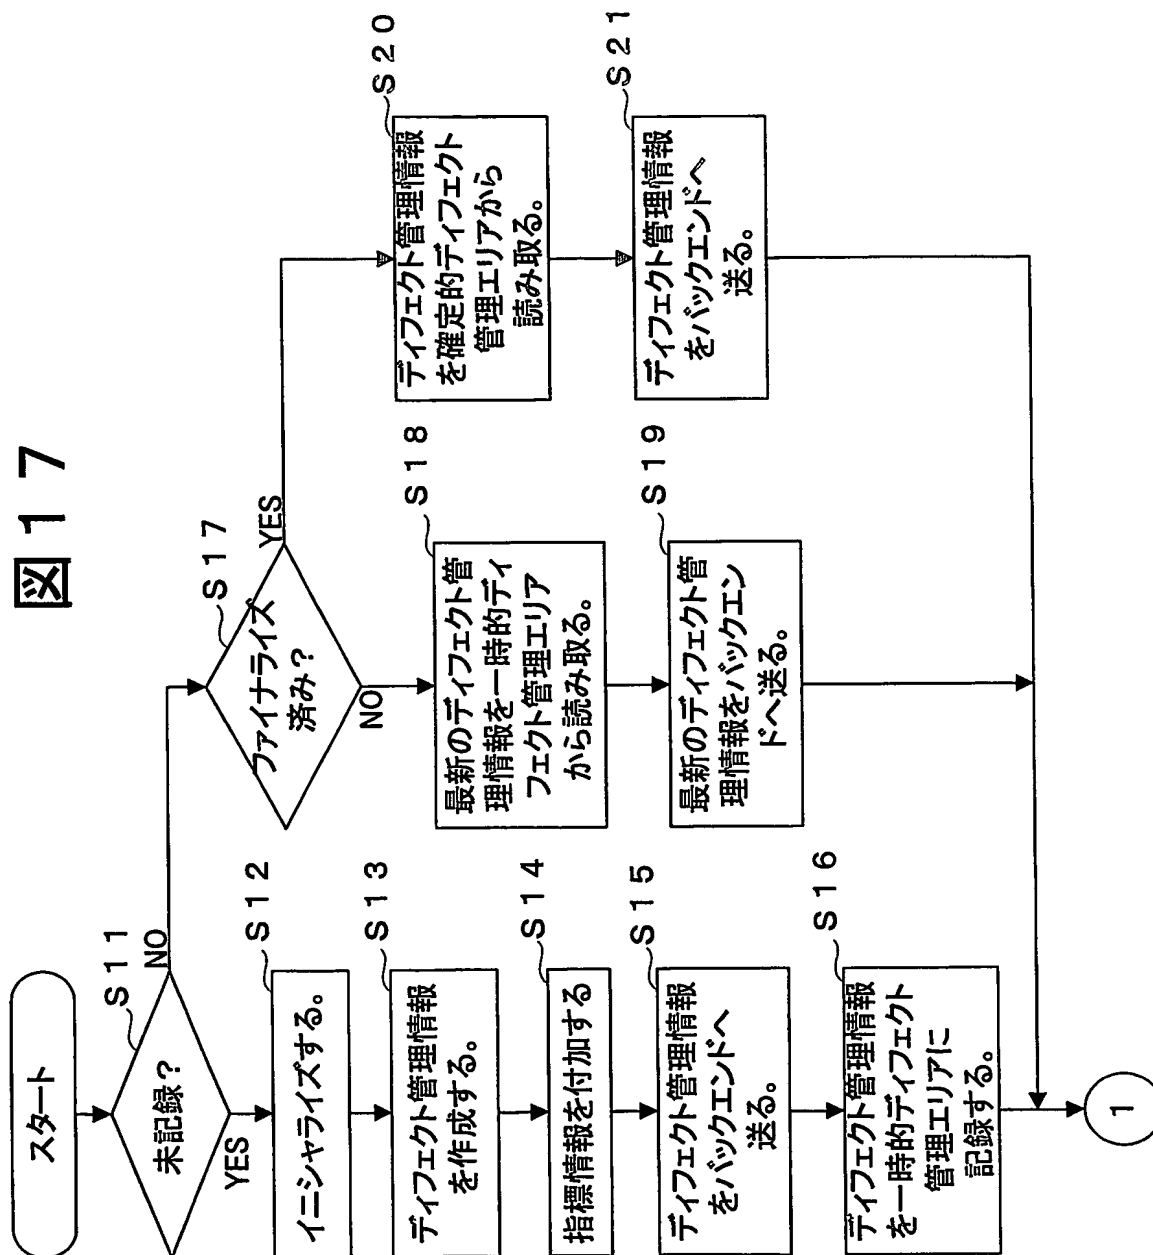 図１７
スタート
Ｓ１１
未記録？
NO
YES
Ｓ１２
イニシャライズする。
Ｓ１３
ディフェクト管理情報
を作成する。
Ｓ１４
指標情報を付加する
Ｓ１５
ディフェクト管理情報
をバックエンドへ
送る。
Ｓ１６
ディフェクト管理情報
を一時的ディフェクト
管理エリアに
記録する。
Ｓ１７
ファイナライズ
済み？
YES
NO
Ｓ１８
最新のディフェクト管
理情報を一時的ディ
フェクト管理エリア
から読み取る。
Ｓ１９
最新のディフェクト管
理情報をバックエン
ドへ送る。
Ｓ２０
ディフェクト管理情報
を確定的ディフェクト
管理エリアから
読み取る。
Ｓ２１
ディフェクト管理情報
をバックエンドへ
送る。
1